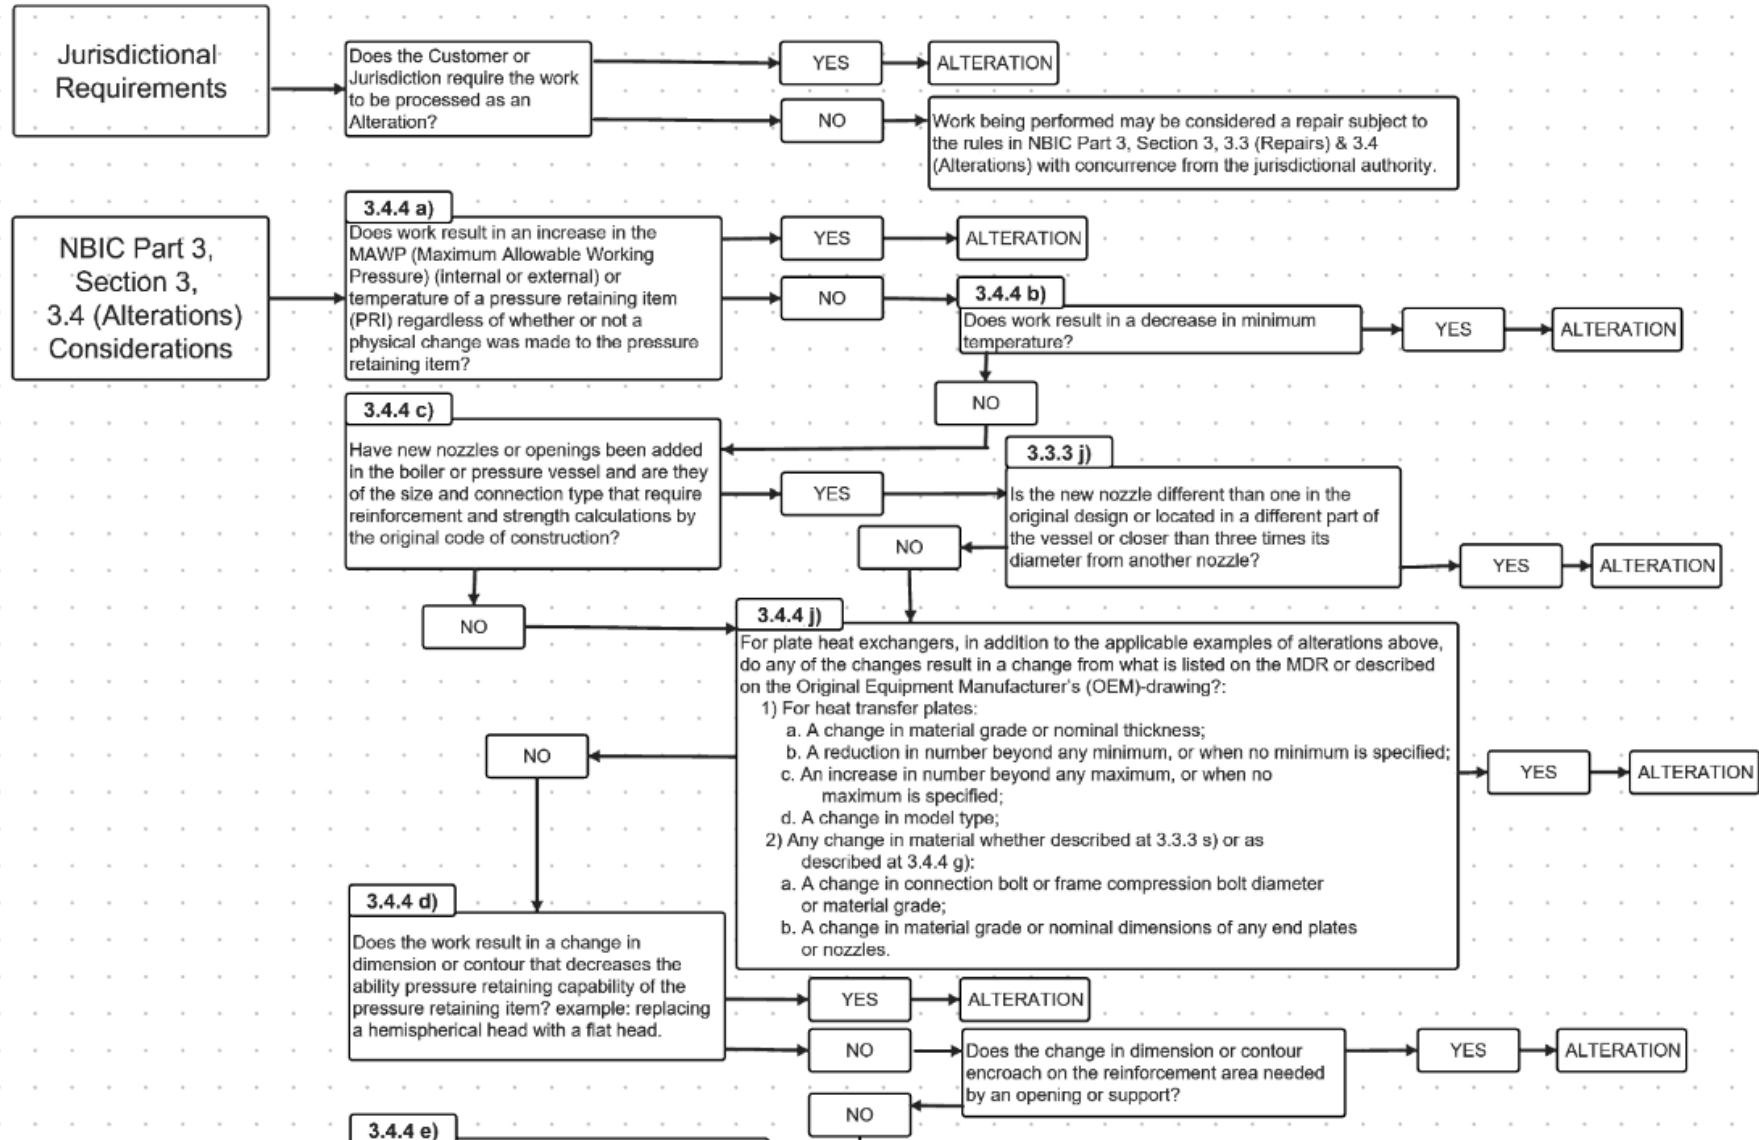 Jurisdictional
Requirements
Does the Customer or
Jurisdiction require the work
to be processed as an
Alteration?
YES
ALTERATION
NO
Work being performed may be considered a repair subject to
the rules in NBIC Part 3, Section 3, 3.3 (Repairs) & 3.4
(Alterations) with concurrence from the jurisdictional authority.
NBIC Part 3,
Section 3,
3.4 (Alterations)
Considerations
3.4.4 a)
Does work result in an increase in the
MAWP (Maximum Allowable Working
Pressure) (internal or external) or
temperature of a pressure retaining item
(PRI) regardless of whether or not a
physical change was made to the pressure
retaining item?
YES
ALTERATION
NO
3.4.4 b)
Does work result in a decrease in minimum
temperature?
YES
ALTERATION
NO
3.4.4 c)
Have new nozzles or openings been added
in the boiler or pressure vessel and are they
of the size and connection type that require
reinforcement and strength calculations by
the original code of construction?
YES
3.3.3 j)
Is the new nozzle different than one in the
original design or located in a different part of
the vessel or closer than three times its
diameter from another nozzle?
NO
YES
ALTERATION
NO
3.4.4 j)
For plate heat exchangers, in addition to the applicable examples of alterations above,
do any of the changes result in a change from what is listed on the MDR or described
on the Original Equipment Manufacturer's (OEM)-drawing?:
1) For heat transfer plates:
a. A change in material grade or nominal thickness;
b. A reduction in number beyond any minimum, or when no minimum is specified;
c. An increase in number beyond any maximum, or when no
maximum is specified;
d. A change in model type;
2) Any change in material whether described at 3.3.3 s) or as
described at 3.4.4 g):
a. A change in connection bolt or frame compression bolt diameter
or material grade;
b. A change in material grade or nominal dimensions of any end plates
or nozzles.
YES
ALTERATION
NO
3.4.4 d)
Does the work result in a change in
dimension or contour that decreases the
ability pressure retaining capability of the
pressure retaining item? example: replacing
a hemispherical head with a flat head.
YES
ALTERATION
NO
Does the change in dimension or contour
encroach on the reinforcement area needed
by an opening or support?
YES
ALTERATION
NO
3.4.4 e)